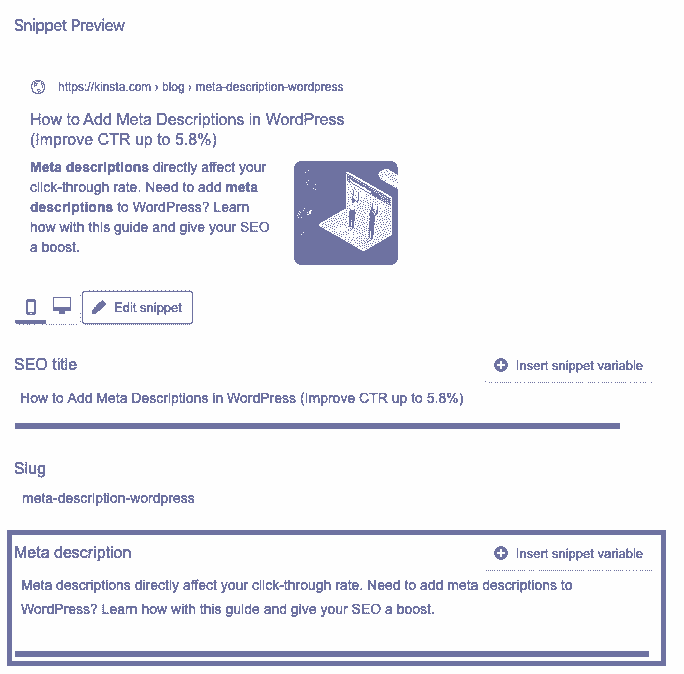 Snippet Preview
https://kinsta.com › blog › meta-description-wordpress
How to Add Meta Descriptions in WordPress
(Improve CTR up to 5.8%)
Meta descriptions directly affect your
click-through rate. Need to add meta
descriptions to WordPress? Learn
how with this guide and give your SEO
a boost.
Edit snippet
SEO title
Insert snippet variable
How to Add Meta Descriptions in WordPress (Improve CTR up to 5.8%)
Slug
meta-description-wordpress
Meta description
Insert snippet variable
Meta descriptions directly affect your click-through rate. Need to add meta descriptions to
WordPress? Learn how with this guide and give your SEO a boost.